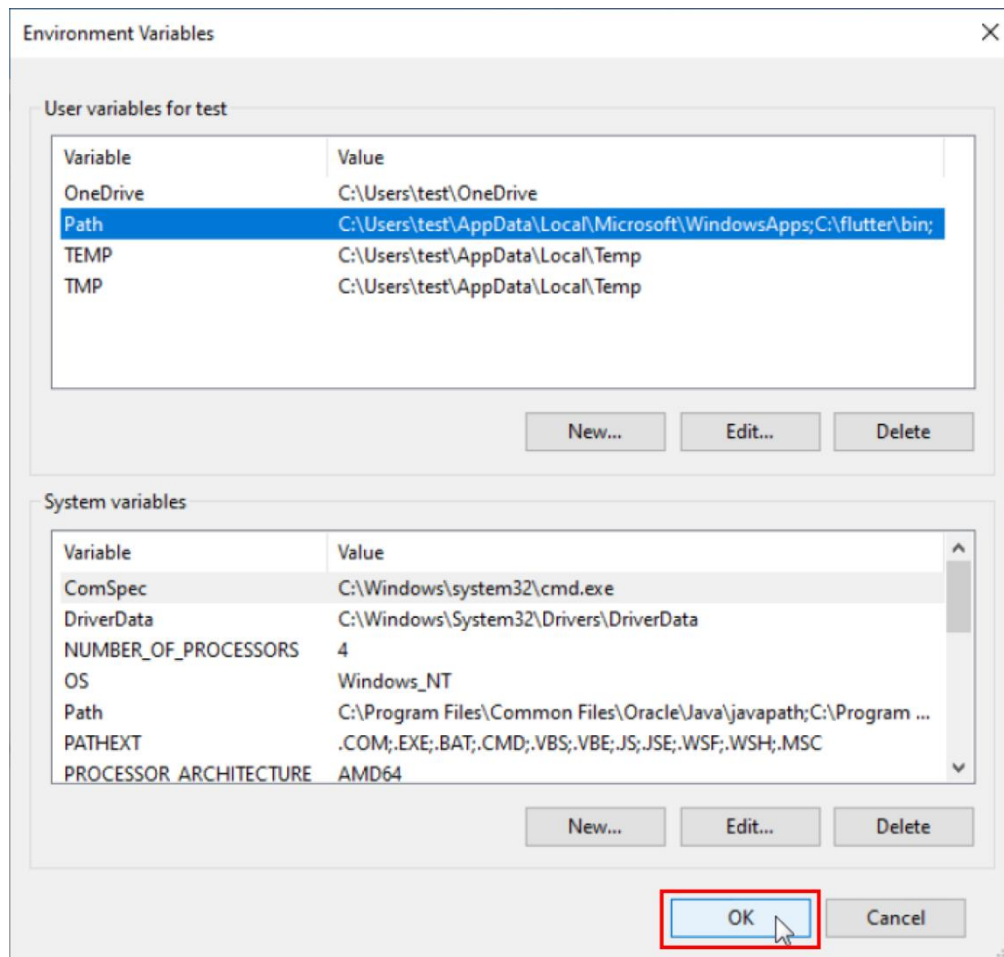 Environment Variables
User variables for test
Variable Value
OneDrive C:\Users\test\OneDrive
Path C:\Users\test\AppData\Local\Microsoft\WindowsApps;C:\flutter\bin;
TEMP C:\Users\test\AppData\Local\Temp
TMP C:\Users\test\AppData\Local\Temp
New... Edit... Delete
System variables
Variable Value
ComSpec C:\Windows\system32\cmd.exe
DriverData C:\Windows\System32\Drivers\DriverData
NUMBER_OF_PROCESSORS 4
OS Windows_NT
Path C:\Program Files\Common Files\Oracle\Java\javapath;C:\Program ...
PATHEXT .COM;.EXE;.BAT;.CMD;.VBS;.VBE;.JS;.JSE;.WSF;.WSH;.MSC
PROCESSOR_ARCHITECTURE AMD64
New... Edit... Delete
OK Cancel